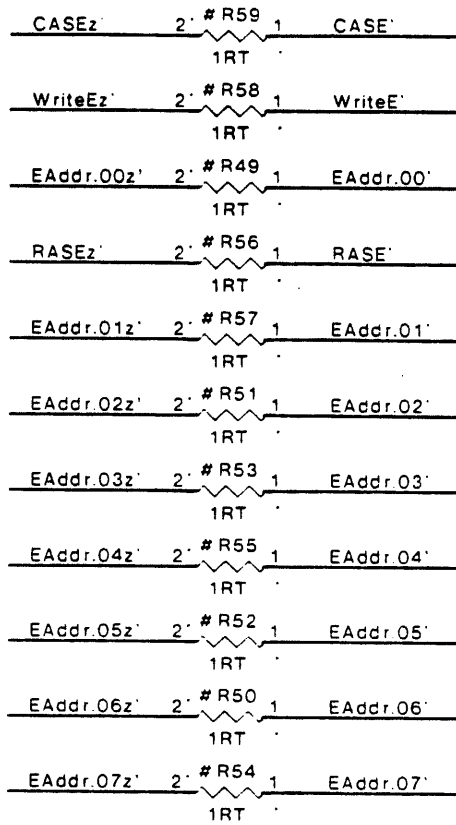 CASEz' 2' # R59 1 CASE'
1RT
WriteEz' 2' # R58 1 WriteE'
1RT
EAddr.00z' 2' # R49 1 EAddr.00'
1RT
RASEz' 2' # R56 1 RASE'
1RT
EAddr.01z' 2' # R57 1 EAddr.01'
1RT
EAddr.02z' 2' # R51 1 EAddr.02'
1RT
EAddr.03z' 2' # R53 1 EAddr.03'
1RT
EAddr.04z' 2' # R55 1 EAddr.04'
1RT
EAddr.05z' 2' # R52 1 EAddr.05'
1RT
EAddr.06z' 2' # R50 1 EAddr.06'
1RT
EAddr.07z' 2' # R54 1 EAddr.07'
1RT